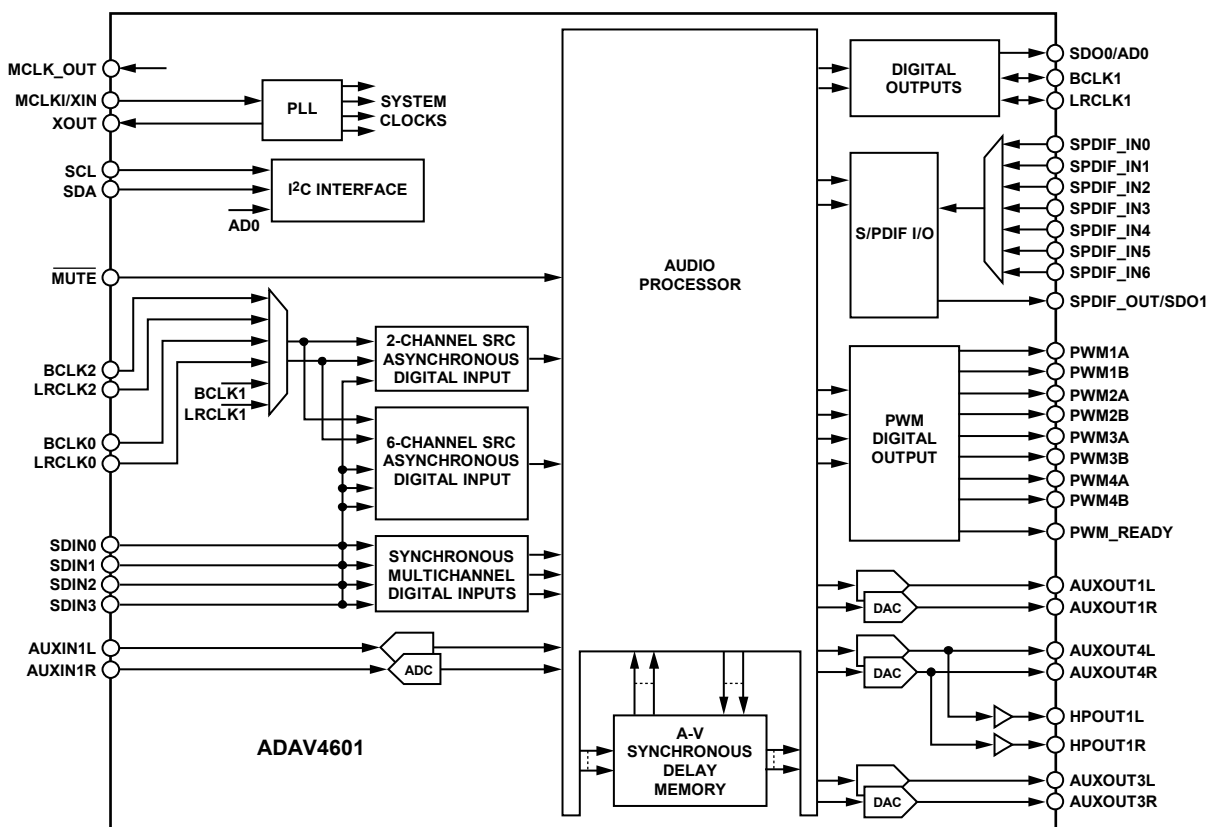 MCLK_OUT
MCLKI/XIN
XOUT
PLL
SYSTEM
CLOCKS
SCL
SDA
I2C INTERFACE
AD0
MUTE
BCLK2
LRCLK2
BCLK1
LRCLK1
BCLK0
LRCLK0
2-CHANNEL SRC
ASYNCHRONOUS
DIGITAL INPUT
6-CHANNEL SRC
ASYNCHRONOUS
DIGITAL INPUT
SDIN0
SDIN1
SDIN2
SDIN3
SYNCHRONOUS
MULTICHANNEL
DIGITAL INPUTS
AUXIN1L
AUXIN1R
ADC
ADAV4601
AUDIO
PROCESSOR
A-V
SYNCHRONOUS
DELAY
MEMORY
DIGITAL
OUTPUTS
SDO0/AD0
BCLK1
LRCLK1
S/PDIF I/O
SPDIF_IN0
SPDIF_IN1
SPDIF_IN2
SPDIF_IN3
SPDIF_IN4
SPDIF_IN5
SPDIF_IN6
SPDIF_OUT/SDO1
PWM
DIGITAL
OUTPUT
PWM1A
PWM1B
PWM2A
PWM2B
PWM3A
PWM3B
PWM4A
PWM4B
PWM_READY
DAC
AUXOUT1L
AUXOUT1R
DAC
AUXOUT4L
AUXOUT4R
HPOUT1L
HPOUT1R
DAC
AUXOUT3L
AUXOUT3R